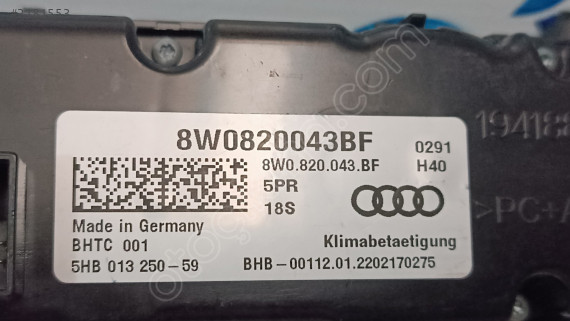 8W0820043BF
0291
8W0.820.043.BF
H40
5PR
18S
Made in Germany
BHTC 001
Klimabetaetigung
5HB 013 250-59
BHB-00112.01.2202170275
>PC+A